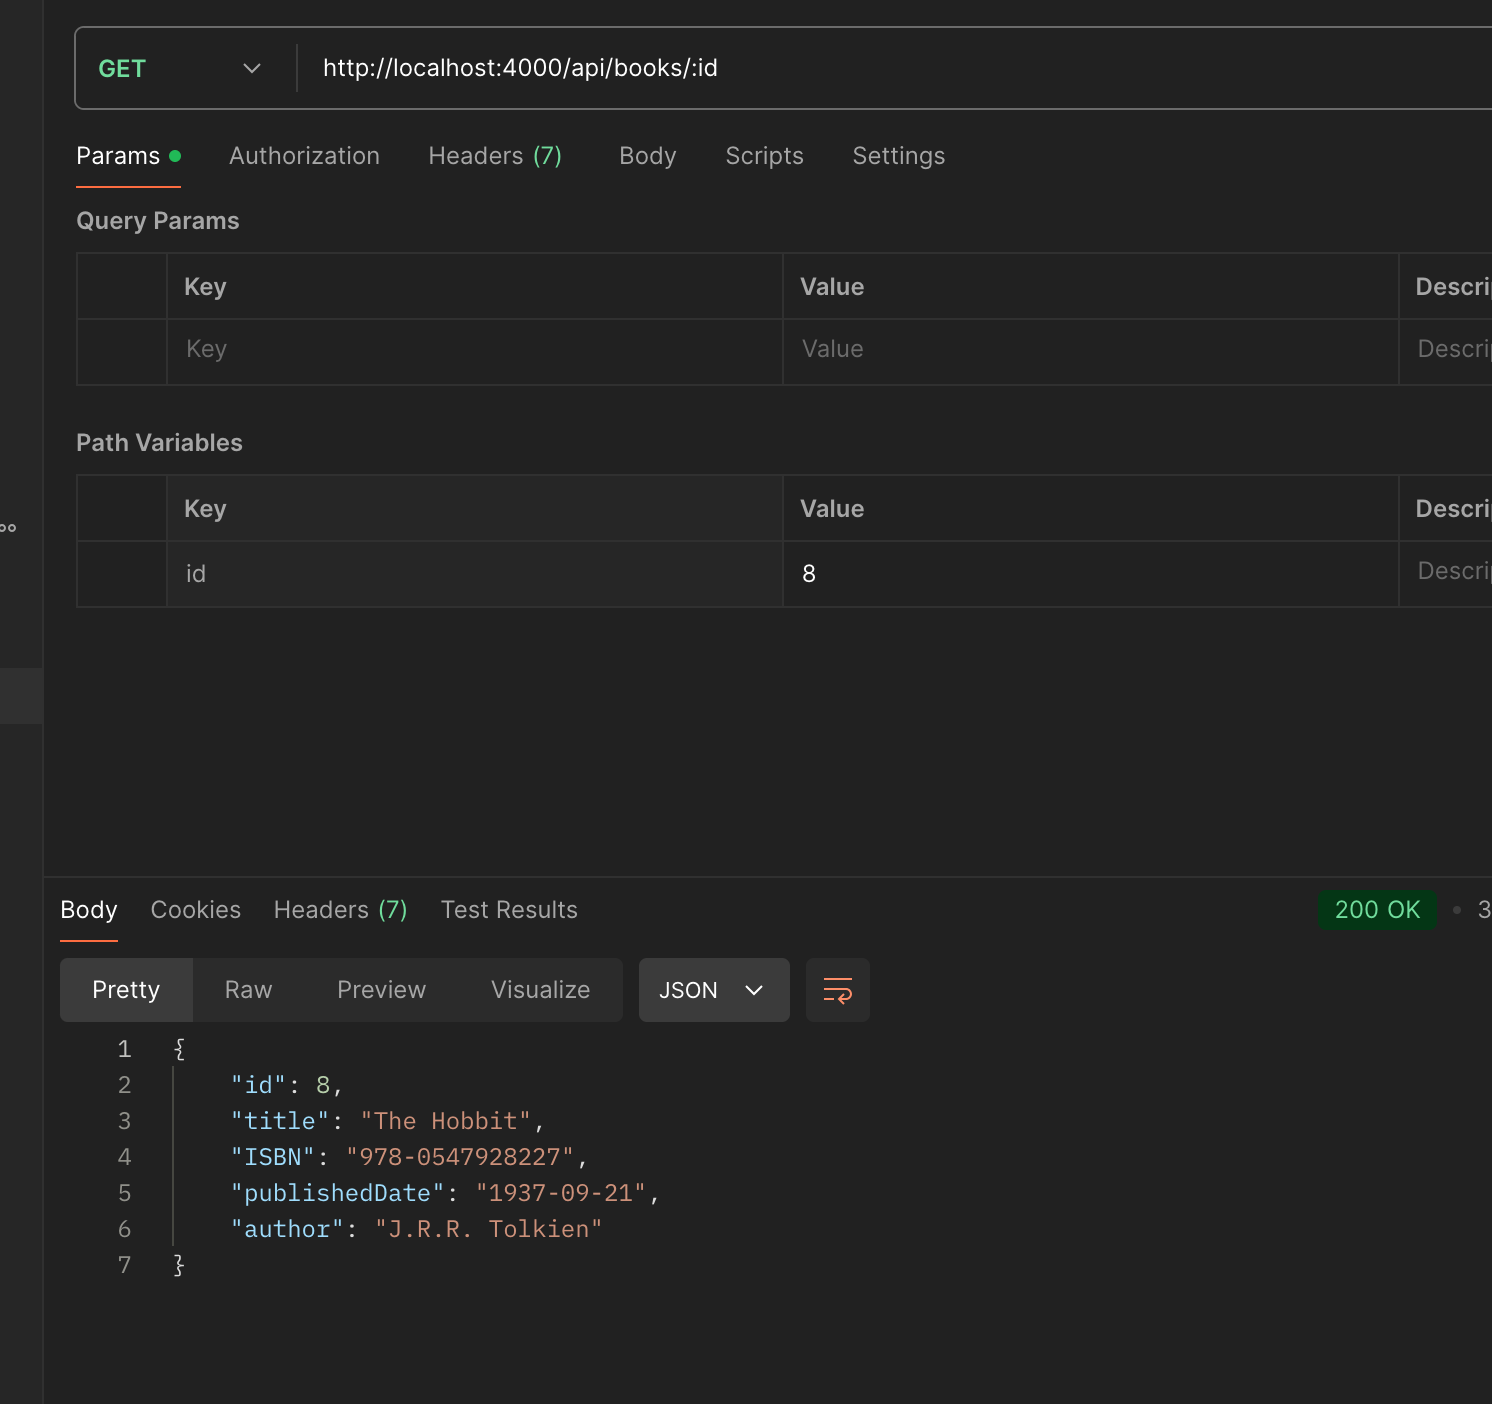 GET http://localhost:4000/api/books/:id
Params Authorization Headers (7) Body Scripts Settings
Query Params
Key Value Descri
Key Value Descri
Path Variables
Key Value Descri
id 8 Descri
Body Cookies Headers (7) Test Results 200 OK • 3
Pretty Raw Preview Visualize JSON
1 {
2 "id": 8,
3 "title": "The Hobbit",
4 "ISBN": "978-0547928227",
5 "publishedDate": "1937-09-21",
6 "author": "J.R.R. Tolkien"
7 }